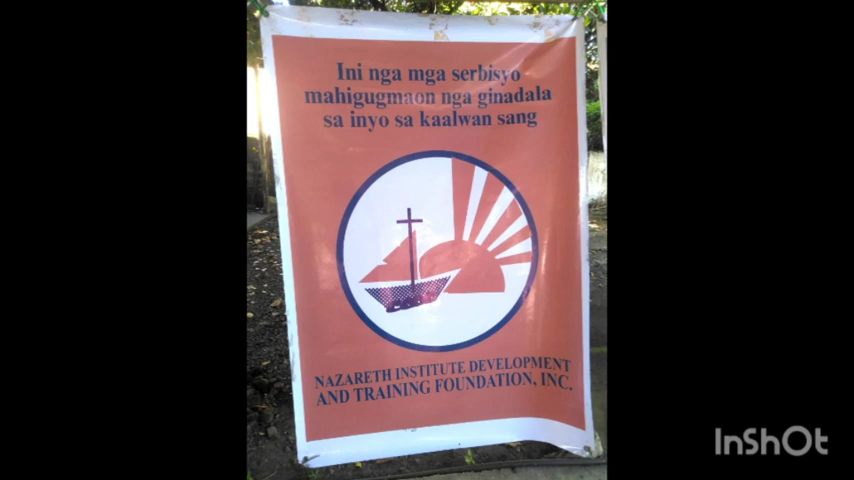 Ini nga mga serbisyo
mahigugmaon nga ginadala
sa inyo sa kaalwan sang
NAZARETH INSTITUTE DEVELOPMENT
AND TRAINING FOUNDATION, INC.
InShOt